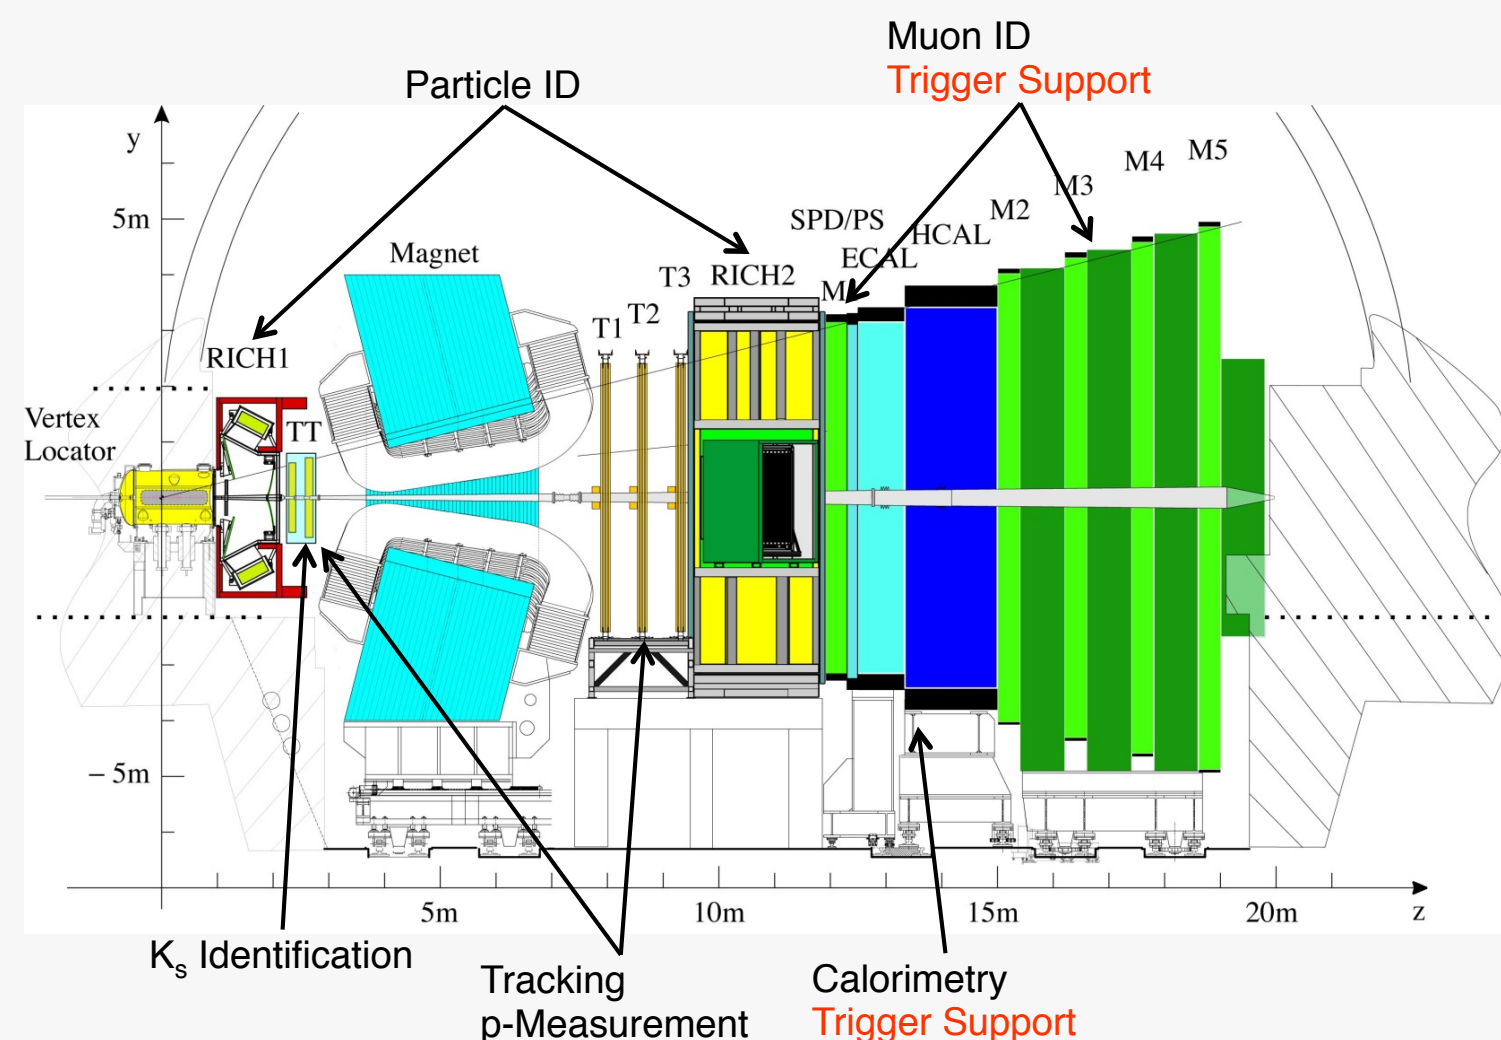 Muon ID
Trigger Support
Particle ID
y
M5
M4
M3
M2
5m
SPD/PS
HCAL
ECAL
Magnet
T3 RICH2
M
T2
T1
RICH1
Vertex
Locator
TT
− 5m
5m
10m
15m
20m
z
Ks Identification
Tracking
p-Measurement
Calorimetry
Trigger Support